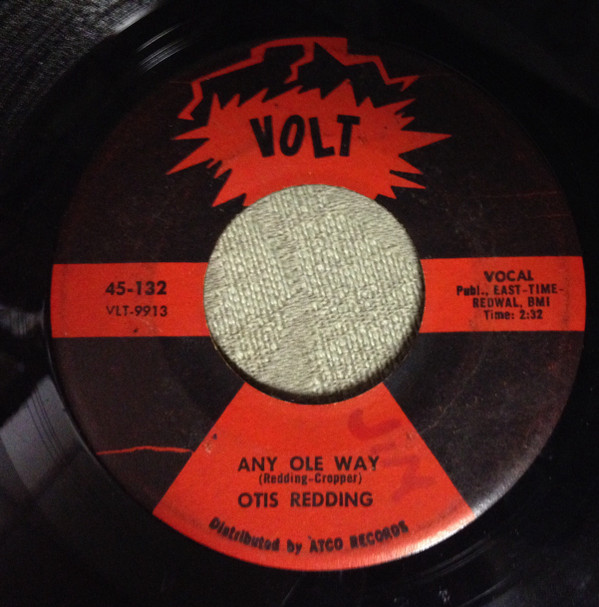 VOLT
45-132
VLT-9913
VOCAL
Publ., EAST-TIME-
REDWAL, BMI
Time: 2:32
ANY OLE WAY
(Redding-Cropper)
OTIS REDDING
Distributed by ATCO RECORDS